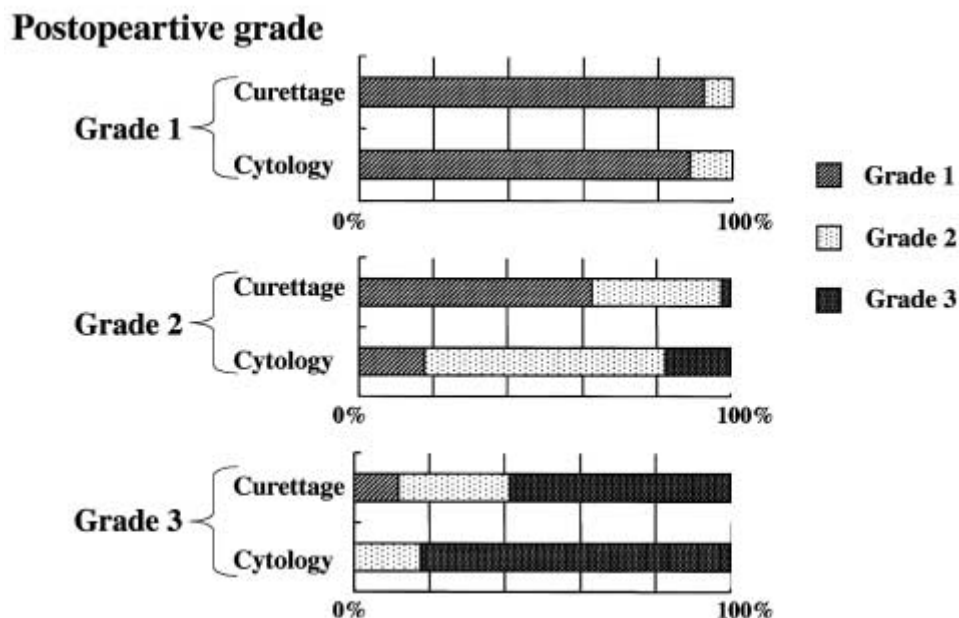 Postopeartive grade
Grade 1
Curettage
Cytology
0%
100%
Grade 2
Curettage
Cytology
0%
100%
Grade 3
Curettage
Cytology
0%
100%
Grade 1
Grade 2
Grade 3